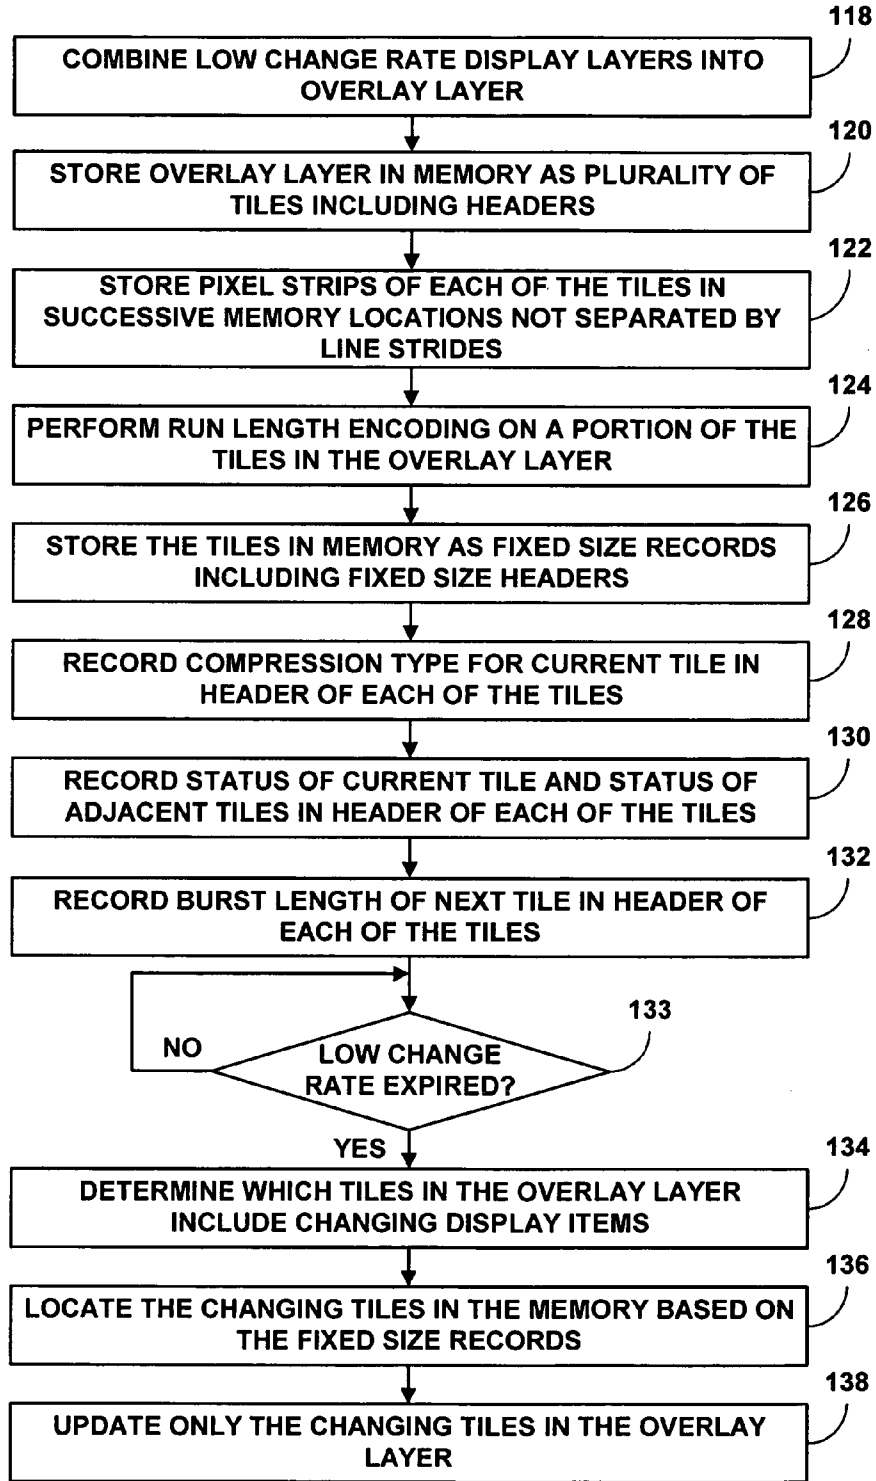 118
COMBINE LOW CHANGE RATE DISPLAY LAYERS INTO
OVERLAY LAYER
120
STORE OVERLAY LAYER IN MEMORY AS PLURALITY OF
TILES INCLUDING HEADERS
122
STORE PIXEL STRIPS OF EACH OF THE TILES IN
SUCCESSIVE MEMORY LOCATIONS NOT SEPARATED BY
LINE STRIDES
124
PERFORM RUN LENGTH ENCODING ON A PORTION OF THE
TILES IN THE OVERLAY LAYER
126
STORE THE TILES IN MEMORY AS FIXED SIZE RECORDS
INCLUDING FIXED SIZE HEADERS
128
RECORD COMPRESSION TYPE FOR CURRENT TILE IN
HEADER OF EACH OF THE TILES
130
RECORD STATUS OF CURRENT TILE AND STATUS OF
ADJACENT TILES IN HEADER OF EACH OF THE TILES
132
RECORD BURST LENGTH OF NEXT TILE IN HEADER OF
EACH OF THE TILES
133
NO
LOW CHANGE
RATE EXPIRED?
YES
134
DETERMINE WHICH TILES IN THE OVERLAY LAYER
INCLUDE CHANGING DISPLAY ITEMS
136
LOCATE THE CHANGING TILES IN THE MEMORY BASED ON
THE FIXED SIZE RECORDS
138
UPDATE ONLY THE CHANGING TILES IN THE OVERLAY
LAYER